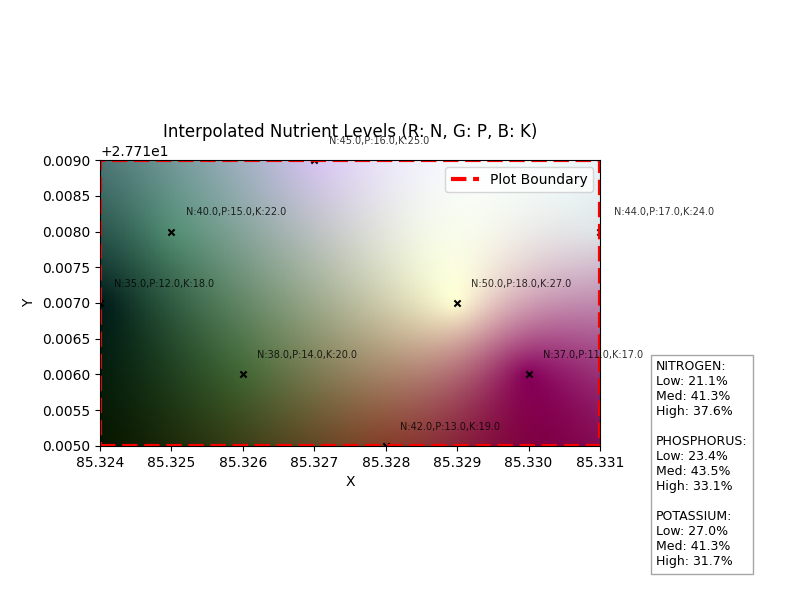 Interpolated Nutrient Levels (R: N, G: P, B: K)
N:45.0,P:16.0,K:25.0
+2.771e1
0.0090
Plot Boundary
0.0085
N:40.0,P:15.0,K:22.0
N:44.0,P:17.0,K:24.0
0.0080
0.0075
N:35.0,P:12.0,K:18.0
N:50.0,P:18.0,K:27.0
Y
0.0070
0.0065
N:38.0,P:14.0,K:20.0
N:37.0,P:11.0,K:17.0
0.0060
0.0055
N:42.0,P:13.0,K:19.0
0.0050
85.324 85.325 85.326 85.327 85.328 85.329 85.330 85.331
X
NITROGEN:
Low: 21.1%
Med: 41.3%
High: 37.6%
PHOSPHORUS:
Low: 23.4%
Med: 43.5%
High: 33.1%
POTASSIUM:
Low: 27.0%
Med: 41.3%
High: 31.7%